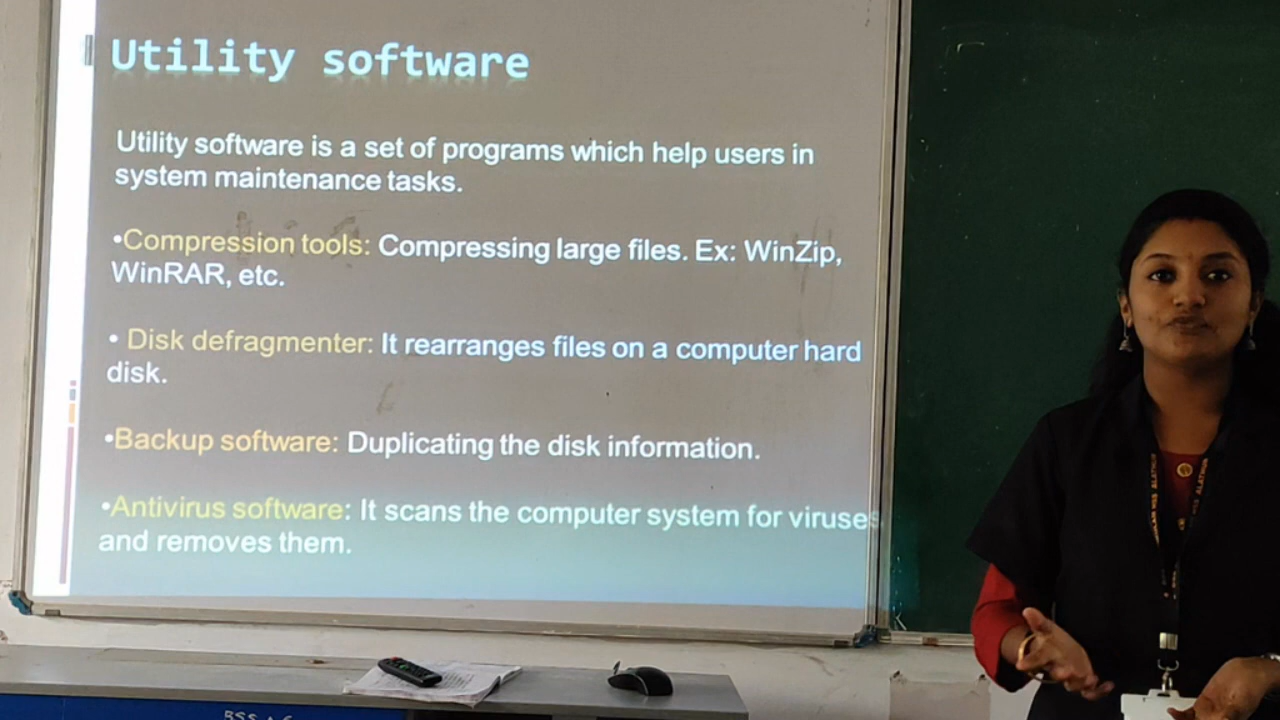 Utility software
Utility software is a set of programs which help users in
system maintenance tasks.
•Compression tools: Compressing large files. Ex: WinZip,
WinRAR, etc.
• Disk defragmenter: It rearranges files on a computer hard
disk.
•Backup software: Duplicating the disk information.
•Antivirus software: It scans the computer system for viruses
and removes them.